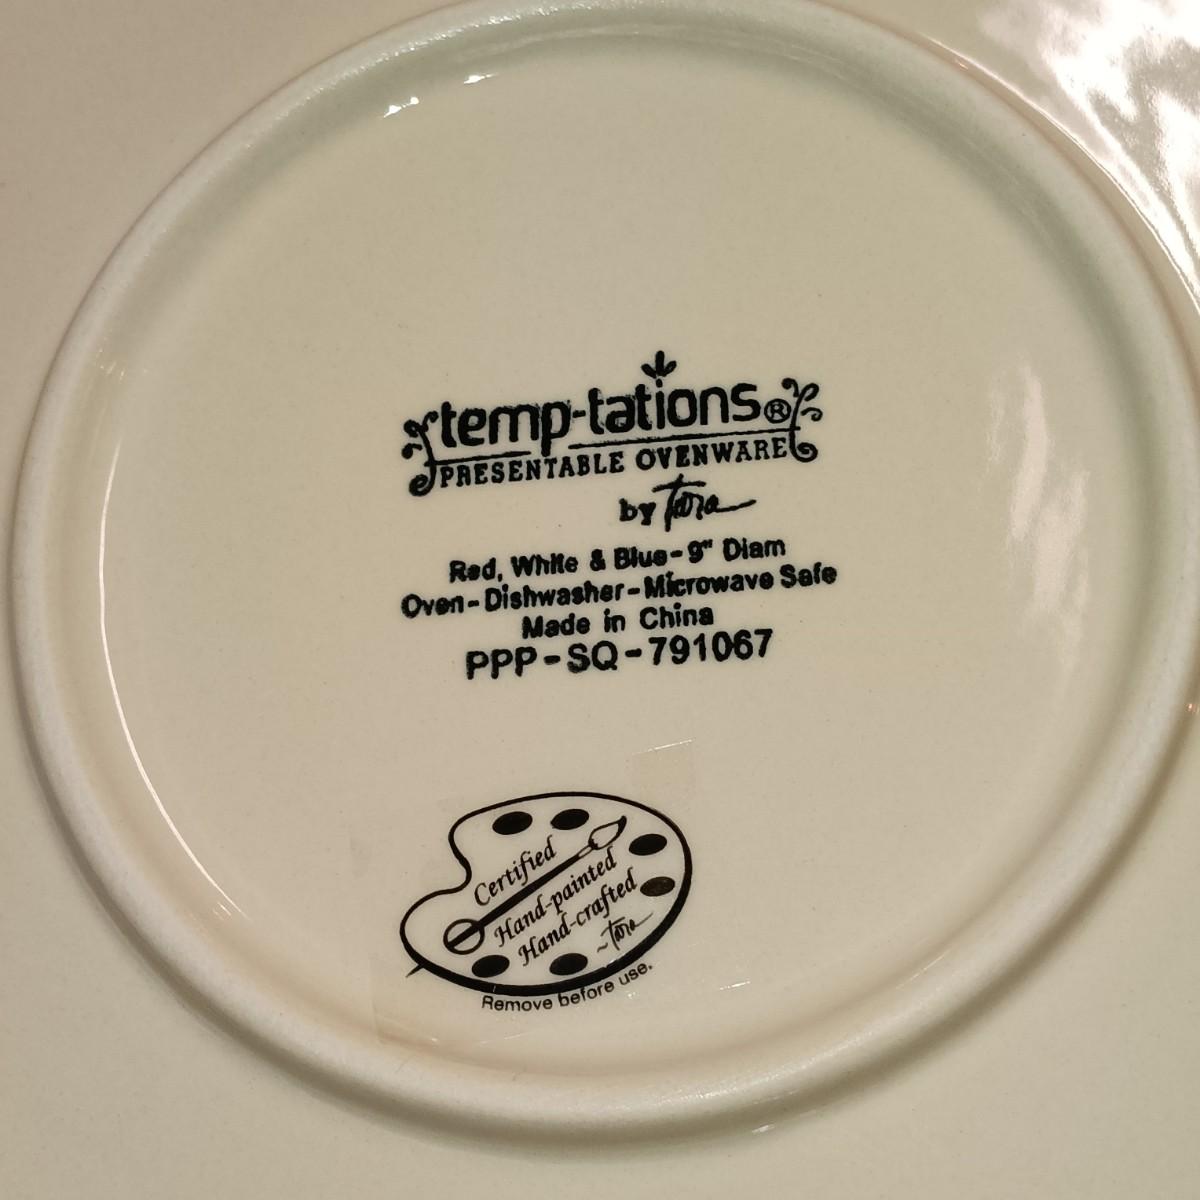 temp-tations®
PRESENTABLE OVENWARE
by Tara
Red, White & Blue-9" Diam
Oven-Dishwasher-Microwave Safe
Made in China
PPP-SQ-791067
Certified
Hand-painted
Hand-crafted
~Tara
Remove before use.